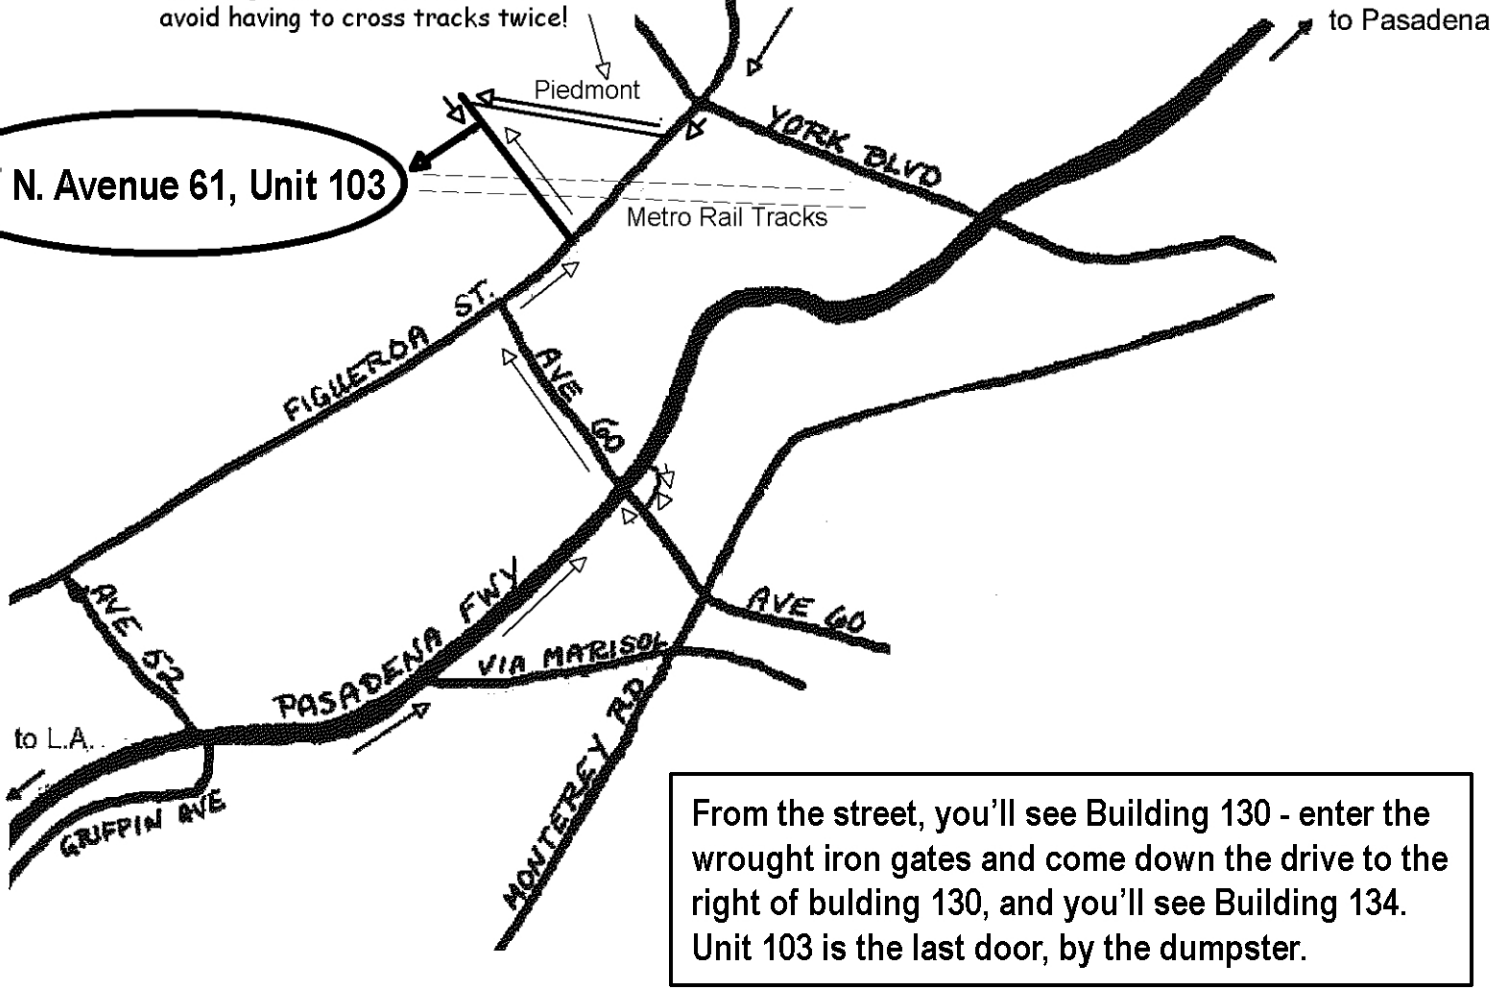 avoid having to cross tracks twice!
to Pasadena
Piedmont
YORK BLVD
N. Avenue 61, Unit 103
Metro Rail Tracks
FIGUEROA ST.
AVE 60
AVE 52
PASADENA FWY
AVE 60
VIA MARISOL
MONTEREY RD
to L.A.
GRIFFIN AVE
From the street, you’ll see Building 130 - enter the
wrought iron gates and come down the drive to the
right of bulding 130, and you’ll see Building 134.
Unit 103 is the last door, by the dumpster.